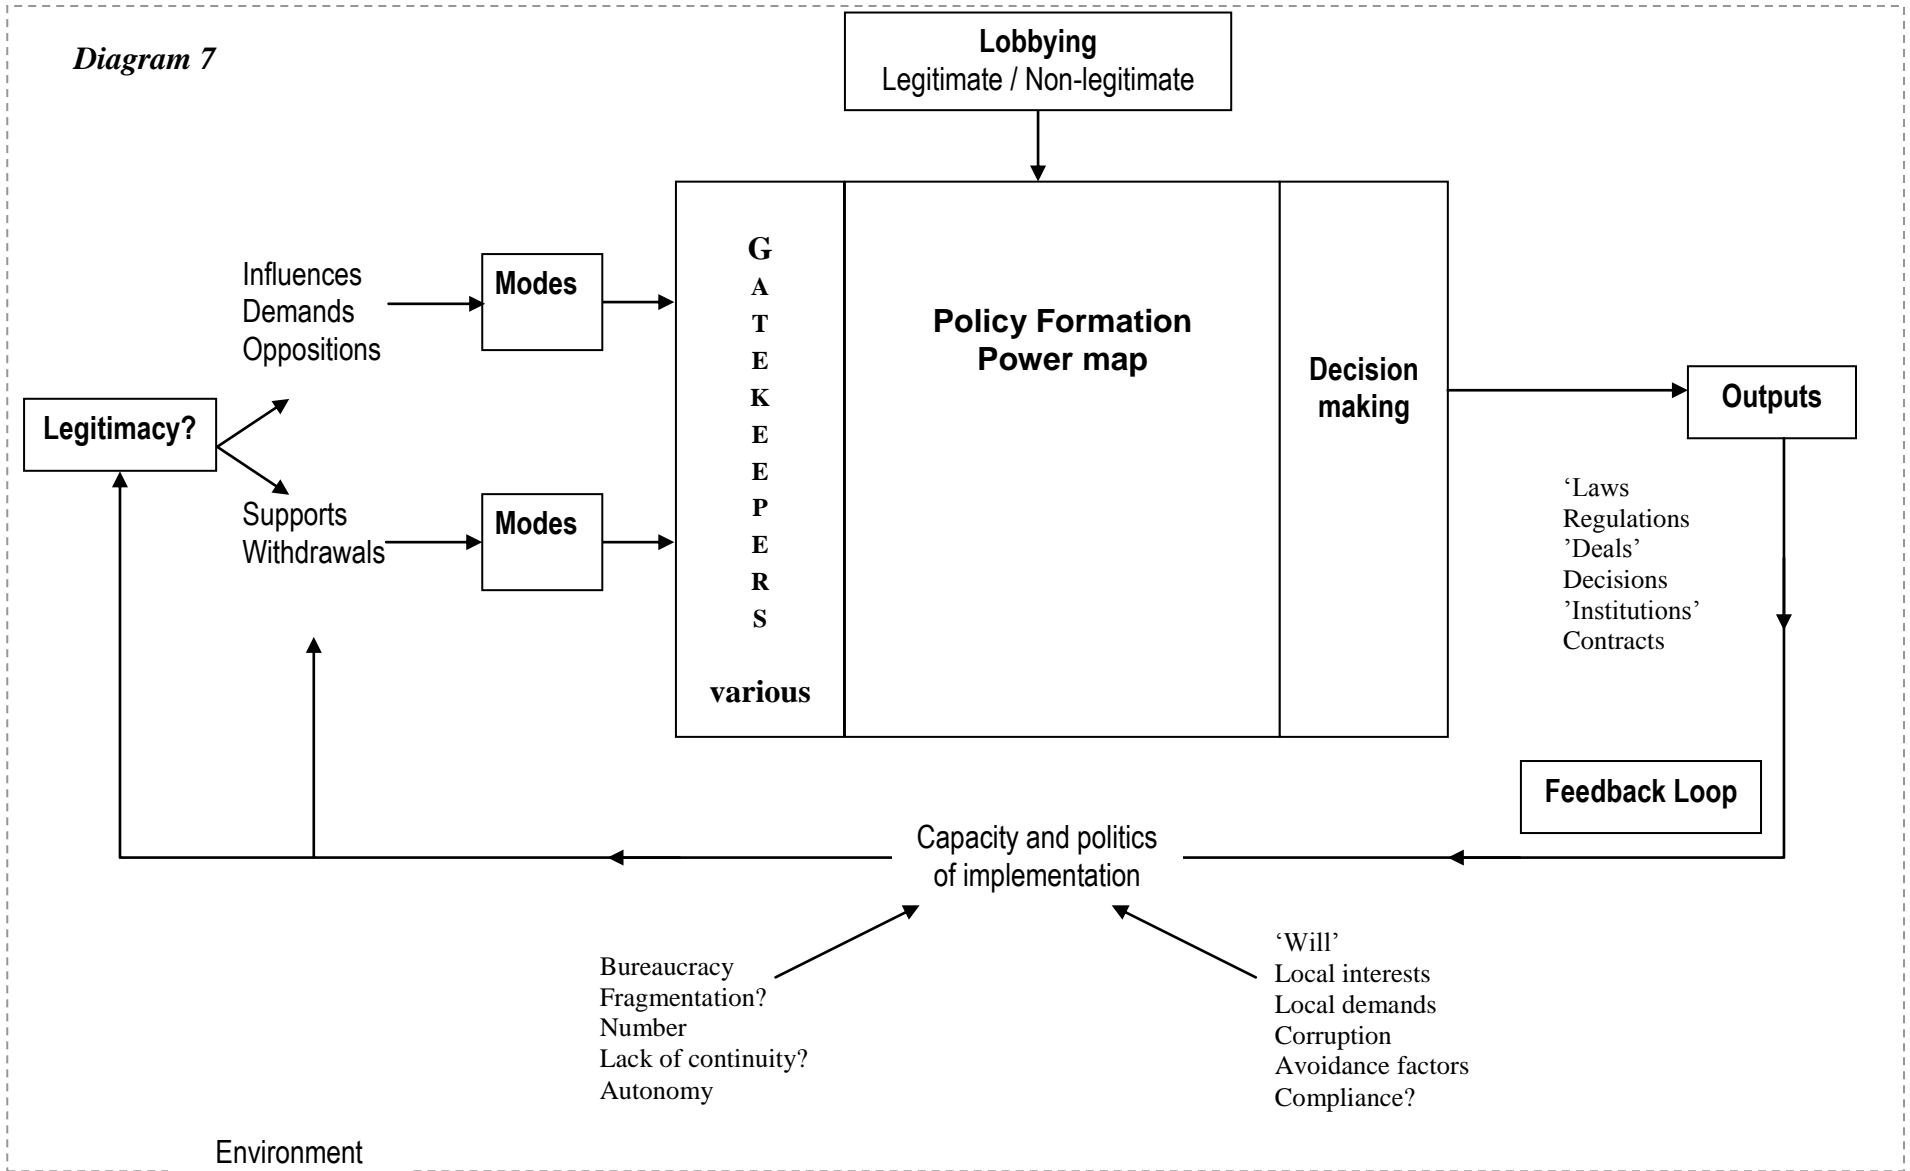 Diagram 7
Lobbying
Legitimate / Non-legitimate
Influences
Demands
Oppositions
Modes
Legitimacy?
Supports
Withdrawals
Modes
G
A
T
E
K
E
E
P
E
R
S
various
Policy Formation
Power map
Decision
making
Outputs
‘Laws
Regulations
’Deals’
Decisions
’Institutions’
Contracts
Feedback Loop
Capacity and politics
of implementation
Bureaucracy
Fragmentation?
Number
Lack of continuity?
Autonomy
‘Will’
Local interests
Local demands
Corruption
Avoidance factors
Compliance?
Environment